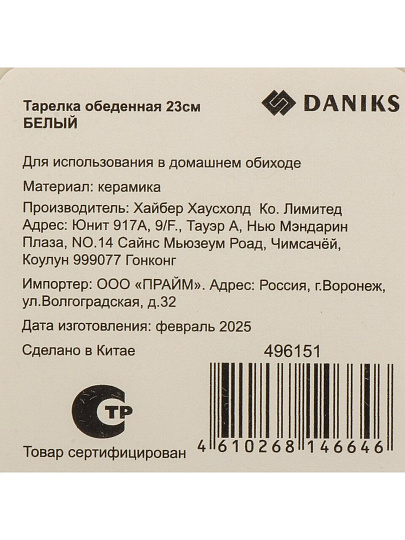 Тарелка обеденная 23см
БЕЛЫЙ
DANIKS
Для использования в домашнем обиходе
Материал: керамика
Производитель: Хайбер Хаусхолд Ко. Лимитед
Адрес: Юнит 917А, 9/F., Тауэр А, Нью Мэндарин
Плаза, NO.14 Сайнс Мьюзеум Роад, Чимсачёй,
Коулун 999077 Гонконг
Импортер: ООО «ПРАЙМ». Адрес: Россия, г.Воронеж,
ул.Волгоградская, д.32
Дата изготовления: февраль 2025
Сделано в Китае
496151
СТР
Товар сертифицирован
4 610268 146646